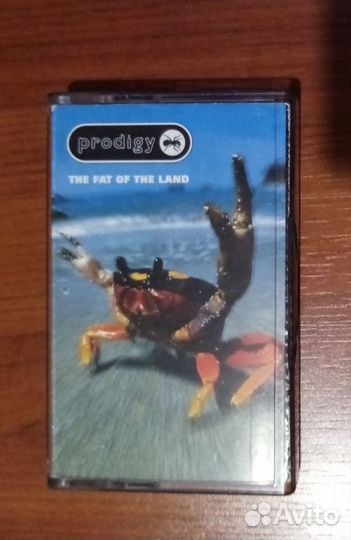 prodigy
THE FAT OF THE LAND
Avito